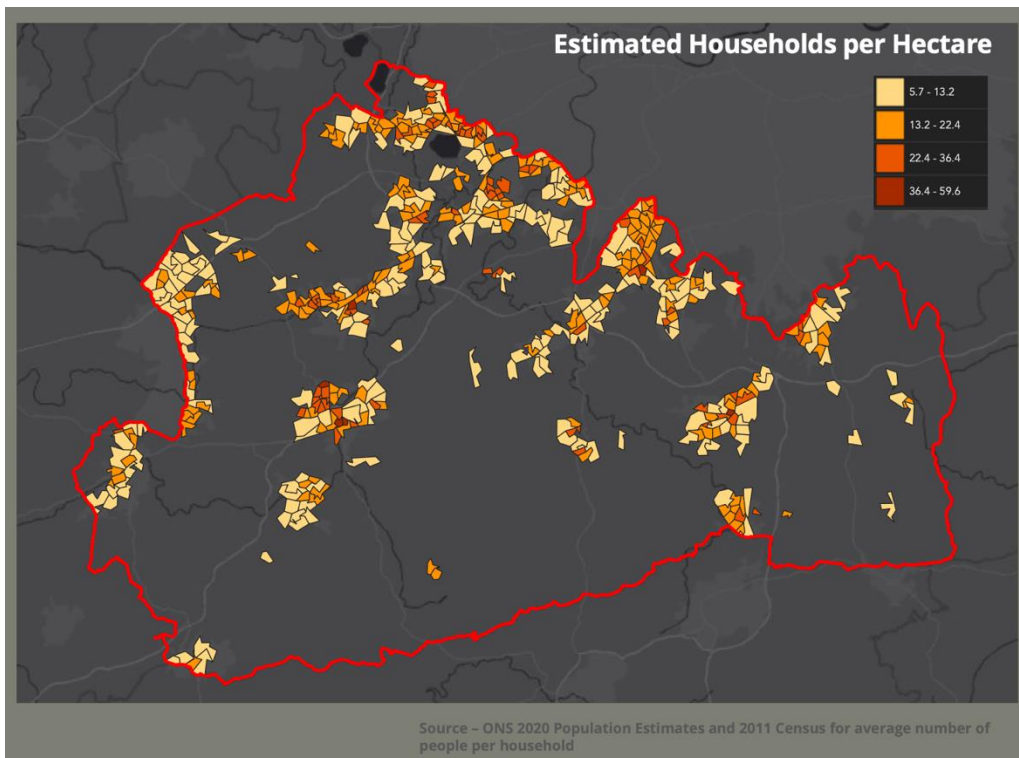 Estimated Households per Hectare
5.7 - 13.2
13.2 - 22.4
22.4 - 36.4
36.4 - 59.6
Source – ONS 2020 Population Estimates and 2011 Census for average number of
people per household